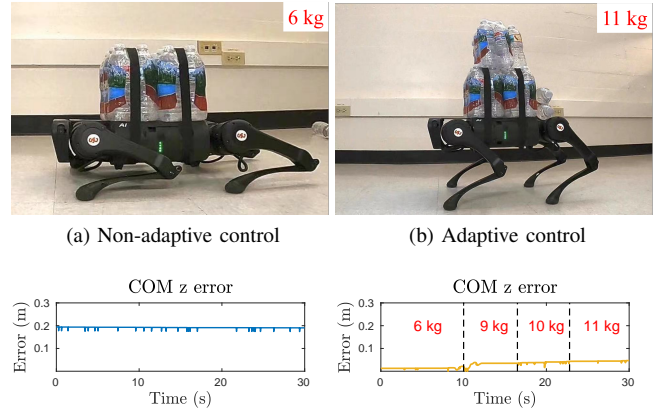 6 kg
11 kg
(a) Non-adaptive control
(b) Adaptive control
COM z error
0.3
0.2
0.1
Error (m)
0
10
20
30
Time (s)
COM z error
0.3
0.2
0.1
Error (m)
6 kg
9 kg
10 kg
11 kg
0
10
20
30
Time (s)